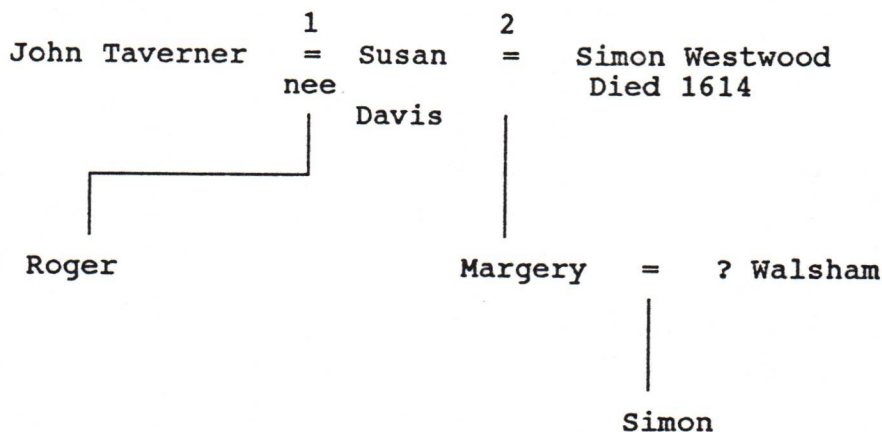 1 2
John Taverner = Susan = Simon Westwood
nee Died 1614
Davis
Roger Margery = ? Walsham
Simon